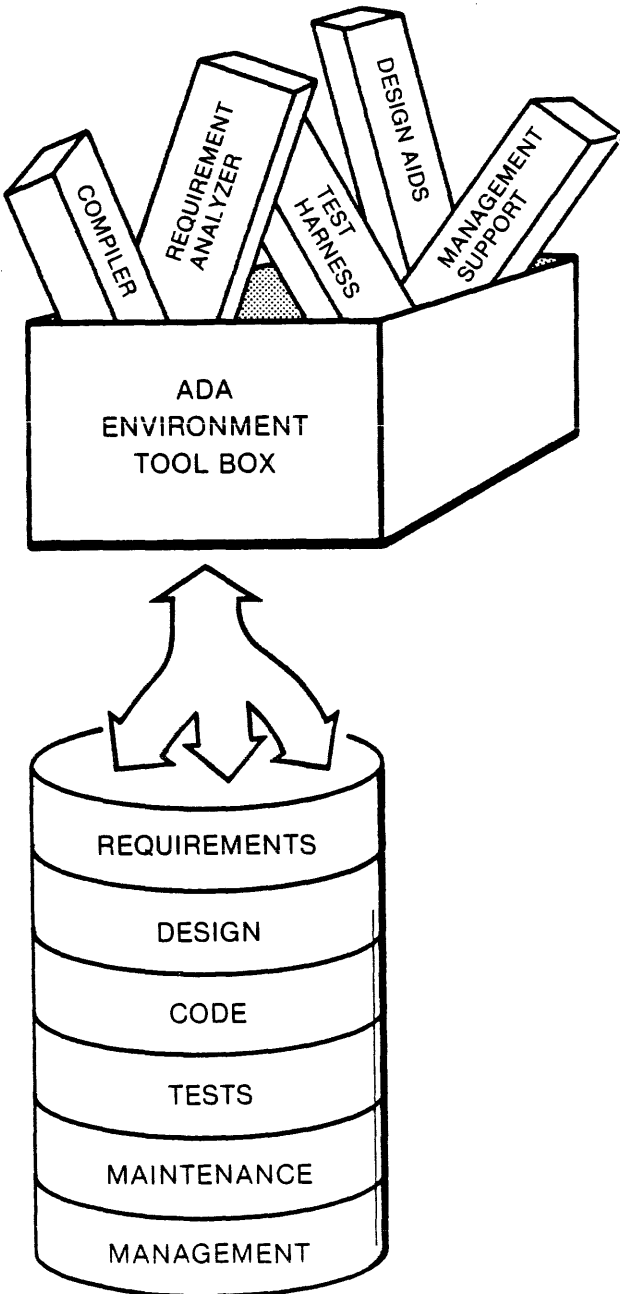 COMPILER
REQUIREMENT
ANALYZER
TEST
HARNESS
DESIGN AIDS
MANAGEMENT
SUPPORT
ADA
ENVIRONMENT
TOOL BOX
REQUIREMENTS
DESIGN
CODE
TESTS
MAINTENANCE
MANAGEMENT